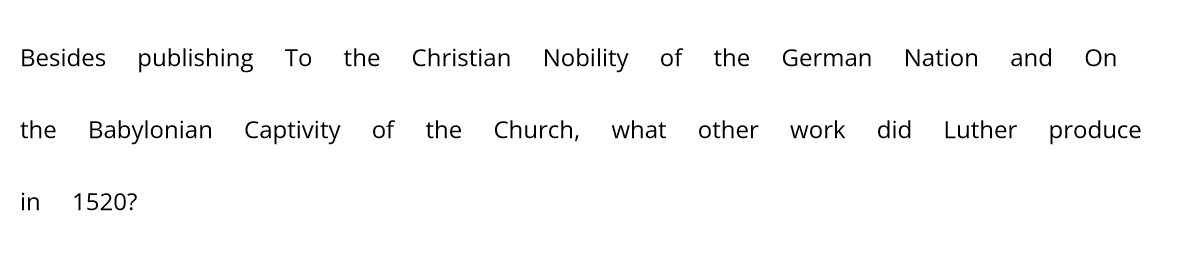 Besides publishing To the Christian Nobility of the German Nation and On
the Babylonian Captivity of the Church, what other work did Luther produce
in 1520?